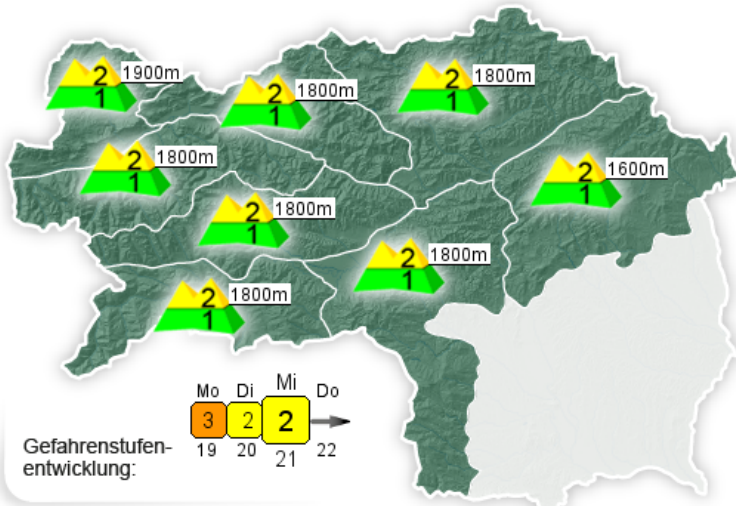 2 1900m
1
2 1800m
1
2 1800m
1
2 1800m
1
2 1600m
1
2 1800m
1
2 1800m
1
2 1800m
1
Mo Di Mi Do
3 2 2
19 20 21 22
Gefahrenstufen-
entwicklung: